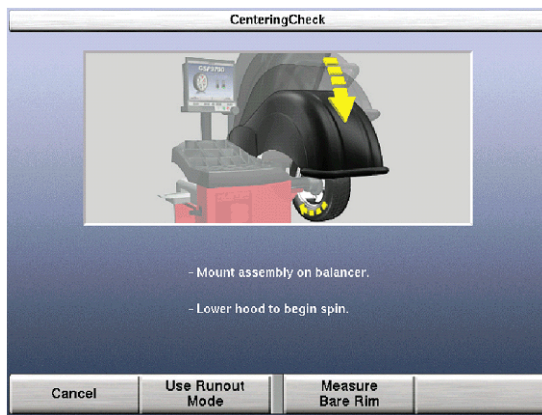 CenteringCheck
- Mount assembly on balancer.
- Lower hood to begin spin.
Cancel
Use Runout
Mode
Measure
Bare Rim